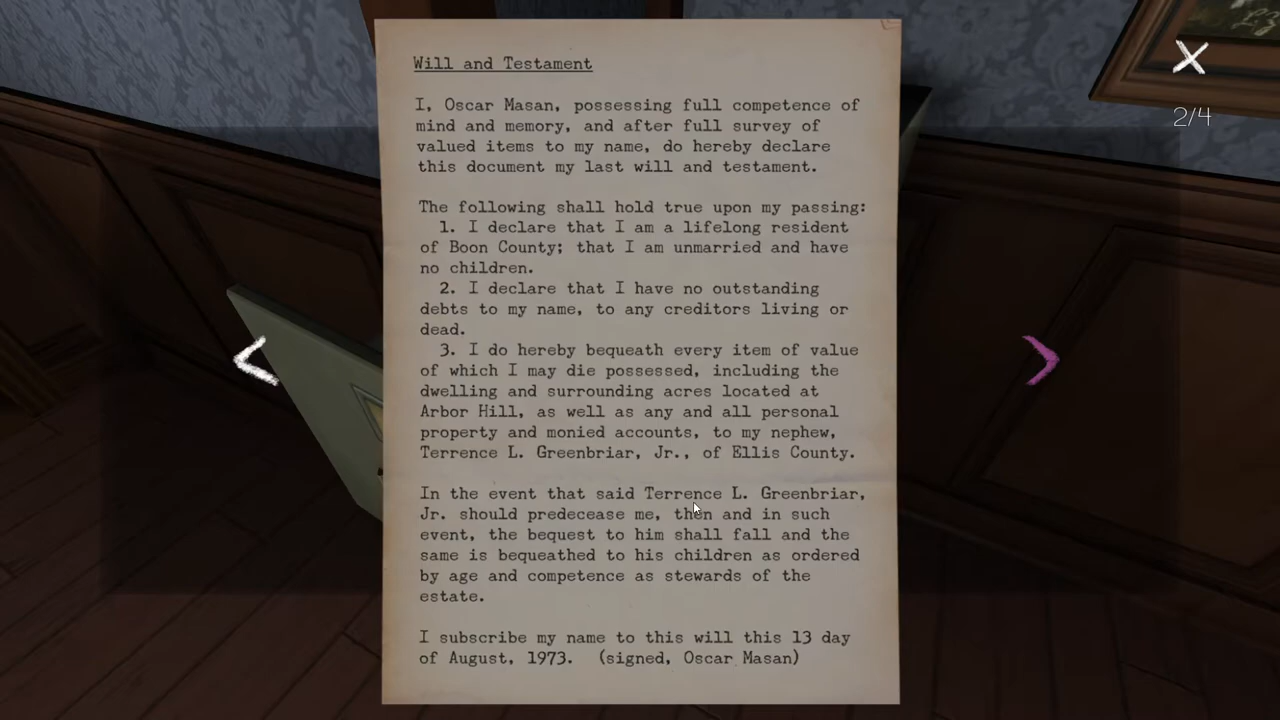 Will and Testament
I, Oscar Masan, possessing full competence of
mind and memory, and after full survey of
valued items to my name, do hereby declare
this document my last will and testament.
The following shall hold true upon my passing:
1. I declare that I am a lifelong resident
of Boon County; that I am unmarried and have
no children.
2. I declare that I have no outstanding
debts to my name, to any creditors living or
dead.
3. I do hereby bequeath every item of value
of which I may die possessed, including the
dwelling and surrounding acres located at
Arbor Hill, as well as any and all personal
property and monied accounts, to my nephew,
Terrence L. Greenbriar, Jr., of Ellis County.
In the event that said Terrence L. Greenbriar,
Jr. should predecease me, then and in such
event, the bequest to him shall fall and the
same is bequeathed to his children as ordered
by age and competence as stewards of the
estate.
I subscribe my name to this will this 13 day
of August, 1973. (signed, Oscar Masan)
2/4